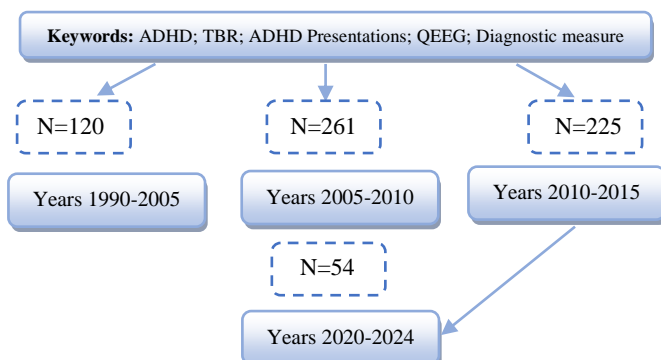 Keywords: ADHD; TBR; ADHD Presentations; QEEG; Diagnostic measure
N=120
N=261
N=225
Years 1990-2005
Years 2005-2010
Years 2010-2015
N=54
Years 2020-2024